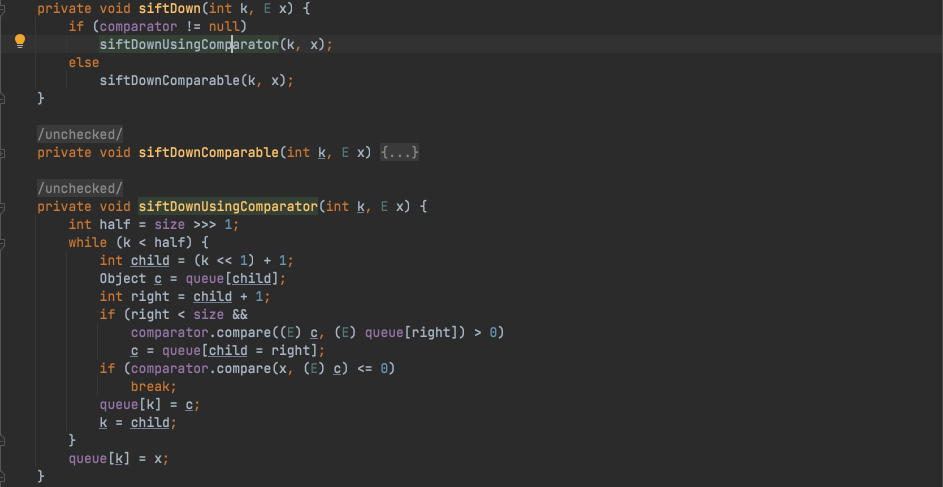 private void siftDown(int k, E x) {
    if (comparator != null)
        siftDownUsingComparator(k, x);
    else
        siftDownComparable(k, x);
}
/unchecked/
private void siftDownComparable(int k, E x) {...}
/unchecked/
private void siftDownUsingComparator(int k, E x) {
    int half = size >>> 1;
    while (k < half) {
        int child = (k << 1) + 1;
        Object c = queue[child];
        int right = child + 1;
        if (right < size &&
            comparator.compare((E) c, (E) queue[right]) > 0)
            c = queue[child = right];
        if (comparator.compare(x, (E) c) <= 0)
            break;
        queue[k] = c;
        k = child;
    }
    queue[k] = x;
}